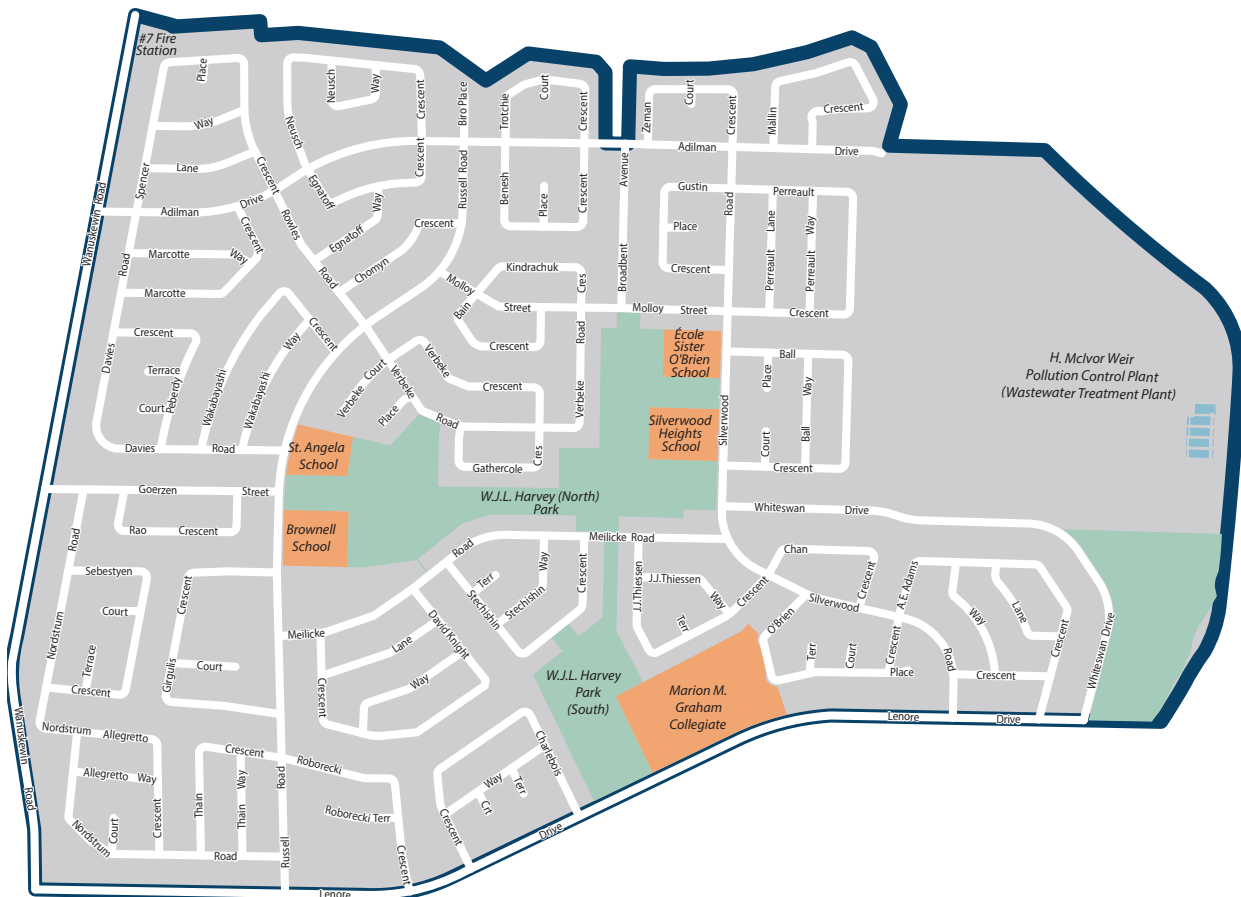 #7 Fire
Station
Place
Way
Lane
Spencer
Crescent
Adilman
Drive
Wanuskewin Road
Neusch
Neusch
Way
Crescent
Crescent
Egnatoff
Way
Egnatoff
Rowles
Road
Crescent
Marcotte
Way
Marcotte
Road
Davies
Crescent
Terrace
Court
Peberdy
Wakabayashi
Wakabayashi
Way
Crescent
Davies
Road
Biro Place
Russell Road
Trotchie
Court
Crescent
Benesh
Place
Crescent
Chomyn
Crescent
Molloy
Street
Kindrachuk
Cres
Bain
Crescent
Road
Verbeke
Verbeke
Crescent
Verbeke Court
Verbeke
Place
Road
Gathercole
Cres
Avenue
Broadbent
Zeman
Court
Crescent
Mallin
Crescent
Adilman
Drive
Gustin
Place
Crescent
Road
Perreault
Perreault Lane
Perreault Way
Molloy
Street
Crescent
École
Sister
O'Brien
School
Silverwood
Heights
School
Silverwood
Ball
Place
Way
Court
Ball
Crescent
H. McIvor Weir
Pollution Control Plant
(Wastewater Treatment Plant)
St. Angela
School
W.J.L. Harvey (North)
Park
Brownell
School
Goerzen
Street
Rao
Crescent
Road
Sebestyen
Court
Nordstrum
Terrace
Crescent
Crescent
Court
Girgulis
Meilicke
Road
Meilicke Road
Terr
Way
Stechishin
Stechishin
Crescent
David Knight
Lane
Way
Crescent
J.J.Thiessen
J.J.Thiessen
Way
Terr
Crescent
Whiteswan
Drive
Chan
Crescent
Silverwood
Road
O'Brien
Terr
Court
Crescent
Place
A.E. Adams
Way
Lane
Crescent
Crescent
Whiteswan Drive
W.J.L. Harvey
Park
(South)
Marion M.
Graham
Collegiate
Lenore
Drive
Nordstrum
Allegretto
Allegretto
Way
Crescent
Court
Nordstrum
Road
Wanuskewin
Road
Crescent
Roborecki
Thain
Thain
Way
Road
Russell
Roborecki Terr
Crescent
Charlebois
Way
Terr
Crt
Crescent
Drive
Lenore